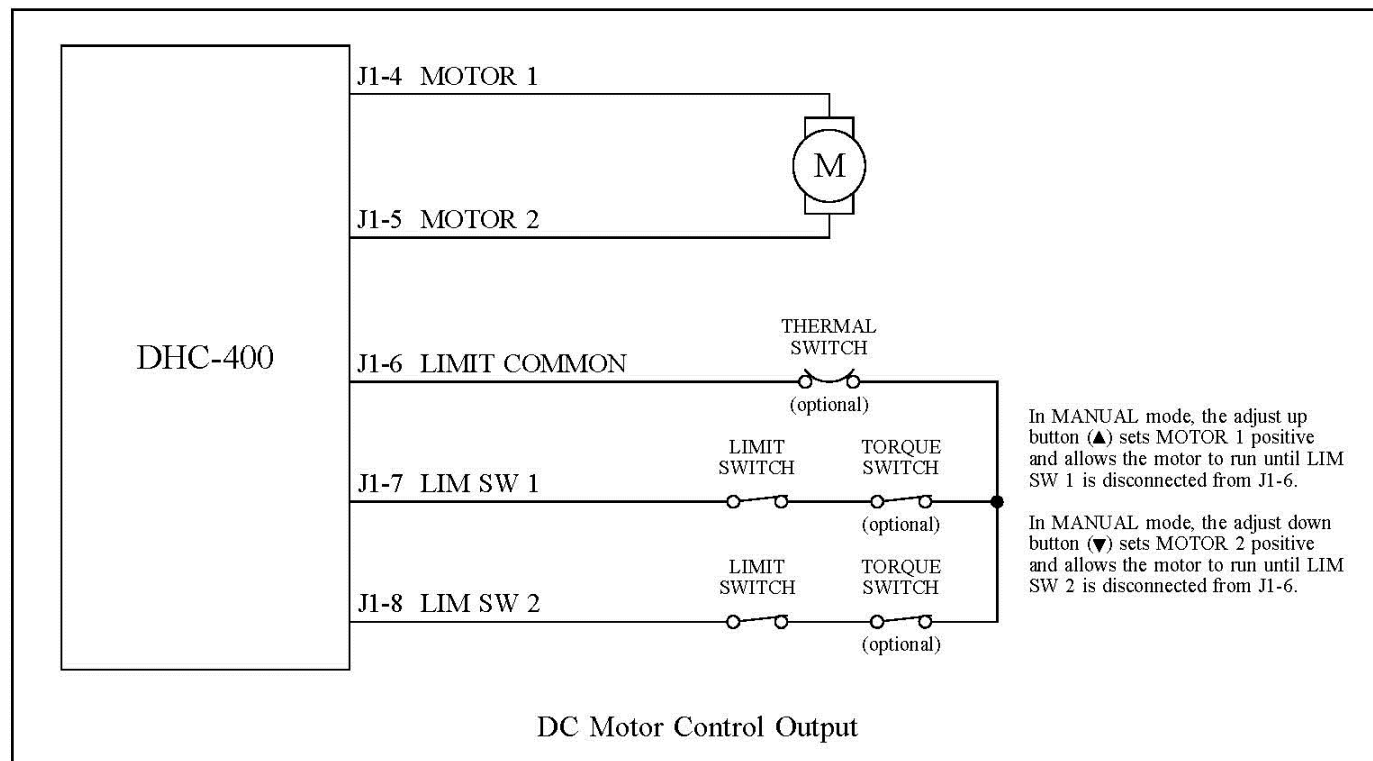 J1-4 MOTOR 1
M
J1-5 MOTOR 2
DHC-400
THERMAL
SWITCH
J1-6 LIMIT COMMON
(optional)
In MANUAL mode, the adjust up
button (▲) sets MOTOR 1 positive
and allows the motor to run until LIM
SW 1 is disconnected from J1-6.
LIMIT
SWITCH
TORQUE
SWITCH
J1-7 LIM SW 1
(optional)
In MANUAL mode, the adjust down
button (▼) sets MOTOR 2 positive
and allows the motor to run until LIM
SW 2 is disconnected from J1-6.
LIMIT
SWITCH
TORQUE
SWITCH
J1-8 LIM SW 2
(optional)
DC Motor Control Output